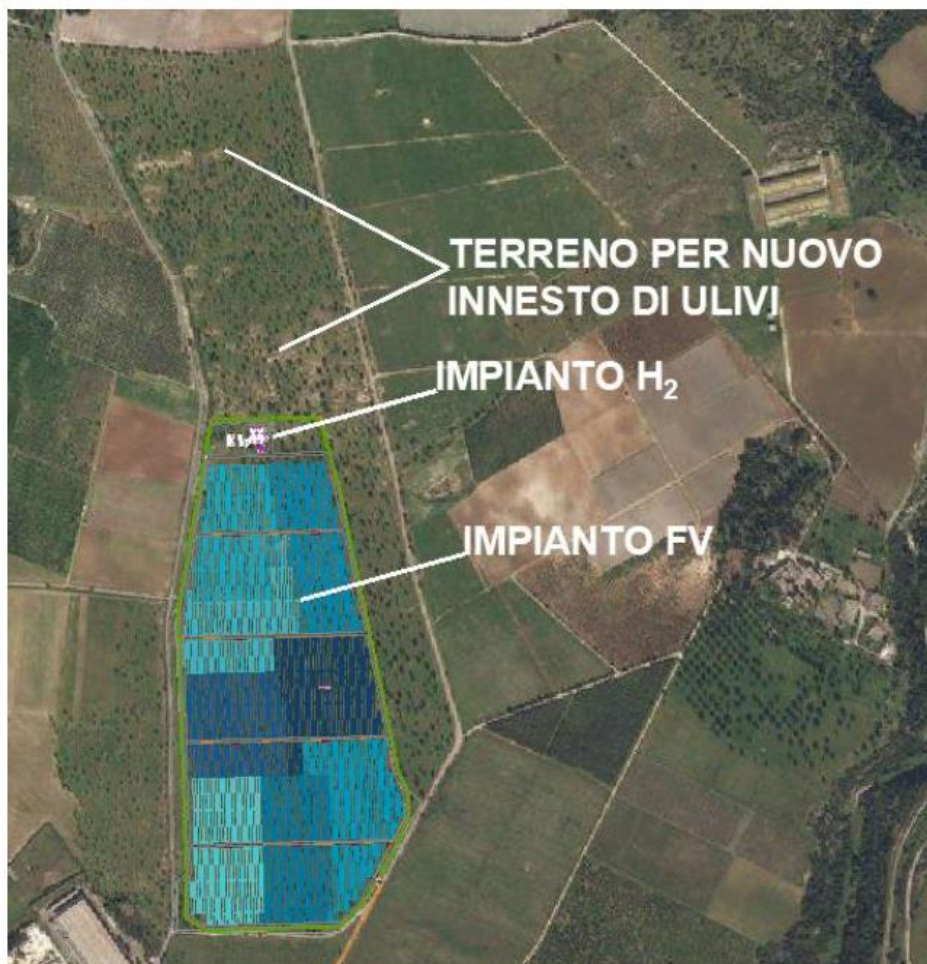 TERRENO PER NUOVO
INNESTO DI ULIVI
IMPIANTO H₂
IMPIANTO FV